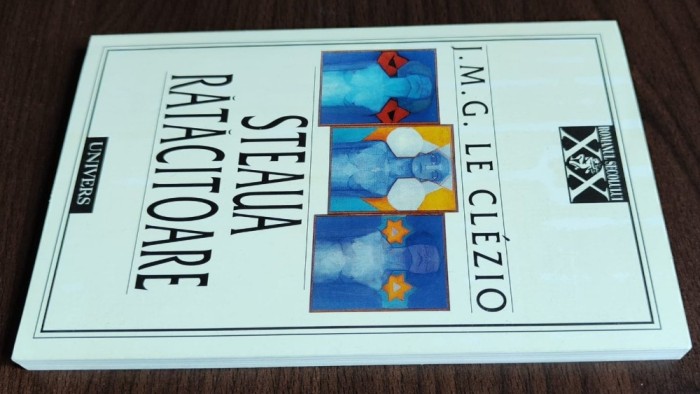 ROMANUL SECOLULUI
XX
J.M.G. LE CLÉZIO
STEAUA
RĂTĂCITOARE
UNIVERS